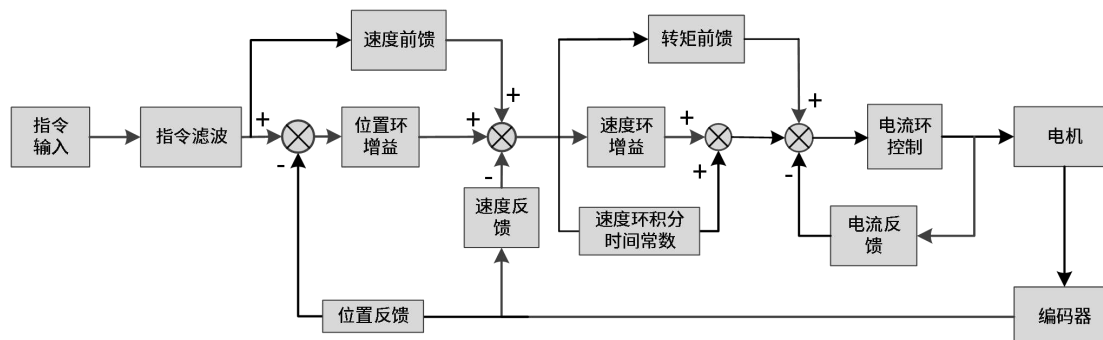 速度前馈
转矩前馈
指令
输入
指令滤波
+
-
位置环
增益
+
+
-
速度反
馈
速度环
增益
+
+
速度环积分
时间常数
+
-
电流环
控制
电机
电流反
馈
位置反馈
编码器